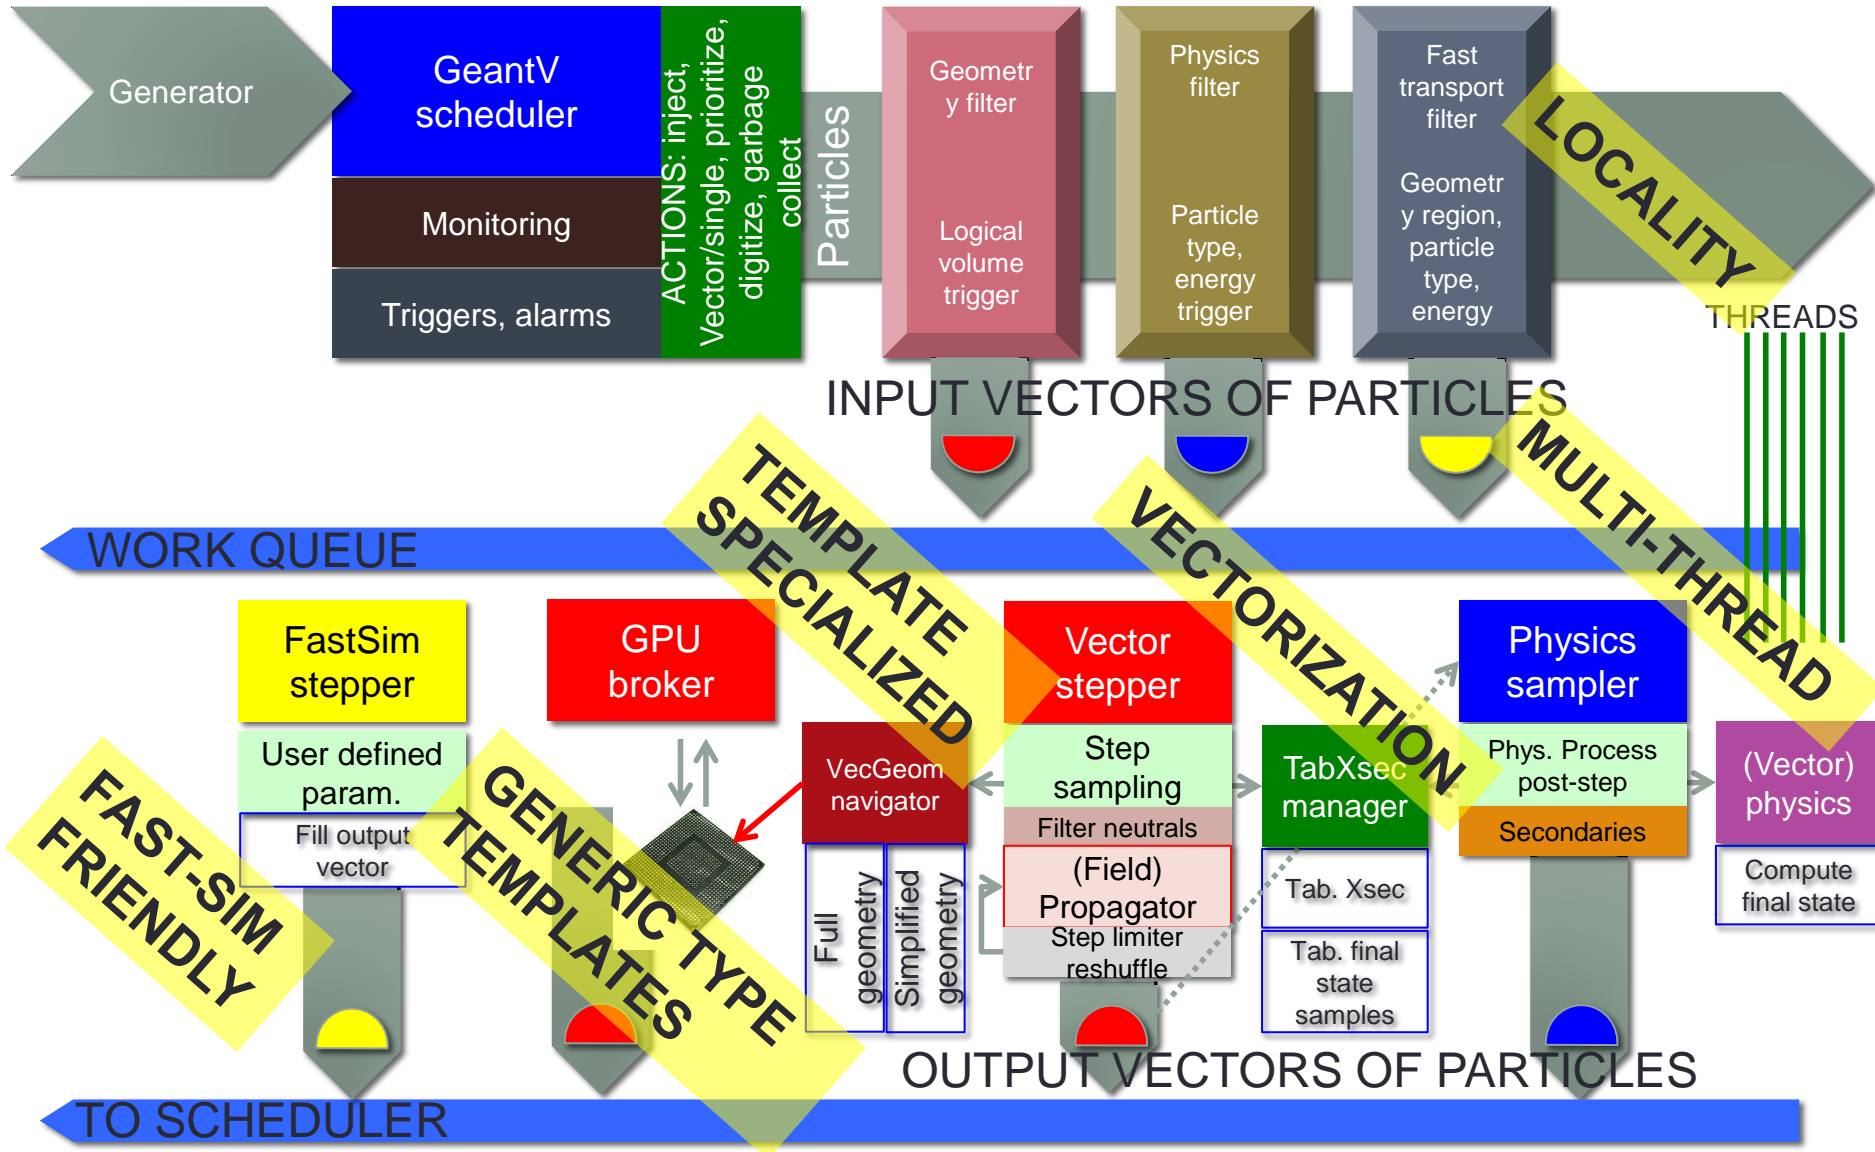 Generator
GeantV
scheduler
Monitoring
Triggers, alarms
ACTIONS: inject,
Vector/single, prioritize,
digitize, garbage
collect
Particles
Geometr
y filter
Logical
volume
trigger
Physics
filter
Particle
type,
energy
trigger
Fast
transport
filter
Geometr
y region,
particle
type,
energy
LOCALITY
THREADS
INPUT VECTORS OF PARTICLES
TEMPLATE
SPECIALIZED
VECTORIZATION
MULTI-THREAD
WORK QUEUE
FastSim
stepper
User defined
param.
Fill output
vector
FAST-SIM
FRIENDLY
GPU
broker
GENERIC TYPE
TEMPLATES
VecGeom
navigator
Full
geometry
Simplified
geometry
Vector
stepper
Step
sampling
Filter neutrals
(Field)
Propagator
Step limiter
reshuffle
TabXsec
manager
Tab. Xsec
Tab. final
state
samples
Physics
sampler
Phys. Process
post-step
Secondaries
(Vector)
physics
Compute
final state
OUTPUT VECTORS OF PARTICLES
TO SCHEDULER